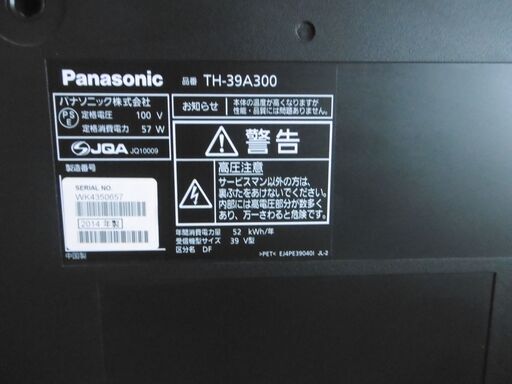 Panasonic 品番 TH-39A300
パナソニック株式会社
PSE 定格電圧 100 V
定格消費電力 57 W
お知らせ 本体の温度が高くなりますが
性能・品質には問題ありません。
JQA JQ10009
警告
高圧注意
サービスマン以外の方は、
裏ぶたをあけないでください。
内部には高電圧部分が数多く
あり、万一さわると危険です。
製造番号
SERIAL NO.
WK4350657
2014 年製
年間消費電力量 52 kWh/年
受信機型サイズ 39 V型
区分名 DF
中国製
>PET< EJ4PE39040I JL-2